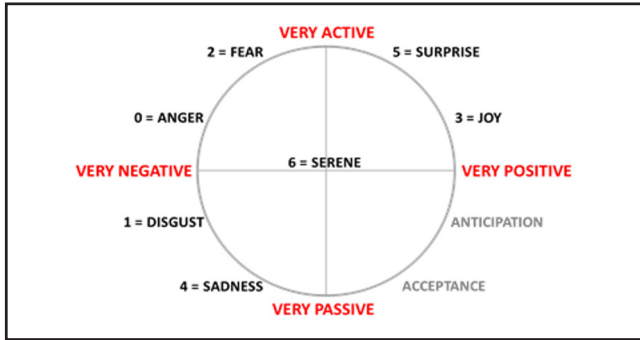 VERY ACTIVE
2 = FEAR
5 = SURPRISE
0 = ANGER
3 = JOY
6 = SERENE
VERY NEGATIVE
VERY POSITIVE
1 = DISGUST
ANTICIPATION
4 = SADNESS
ACCEPTANCE
VERY PASSIVE